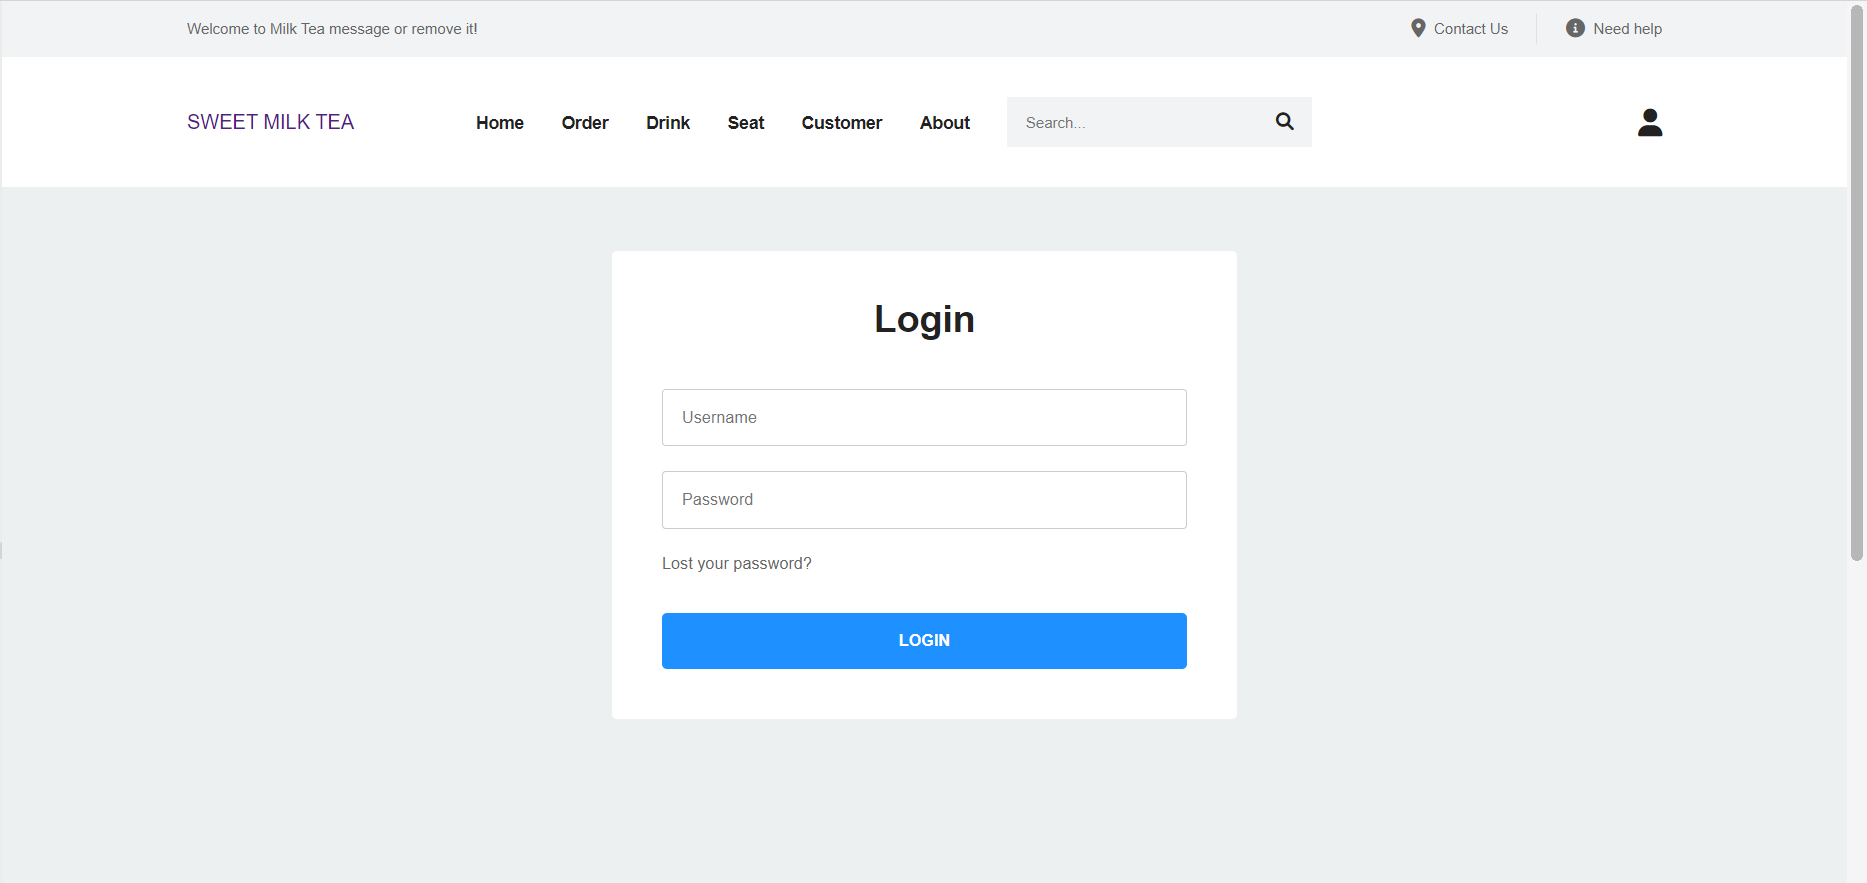 Welcome to Milk Tea message or remove it!
Contact Us
Need help
SWEET MILK TEA
Home
Order
Drink
Seat
Customer
About
Search...
Login
Username
Password
Lost your password?
LOGIN